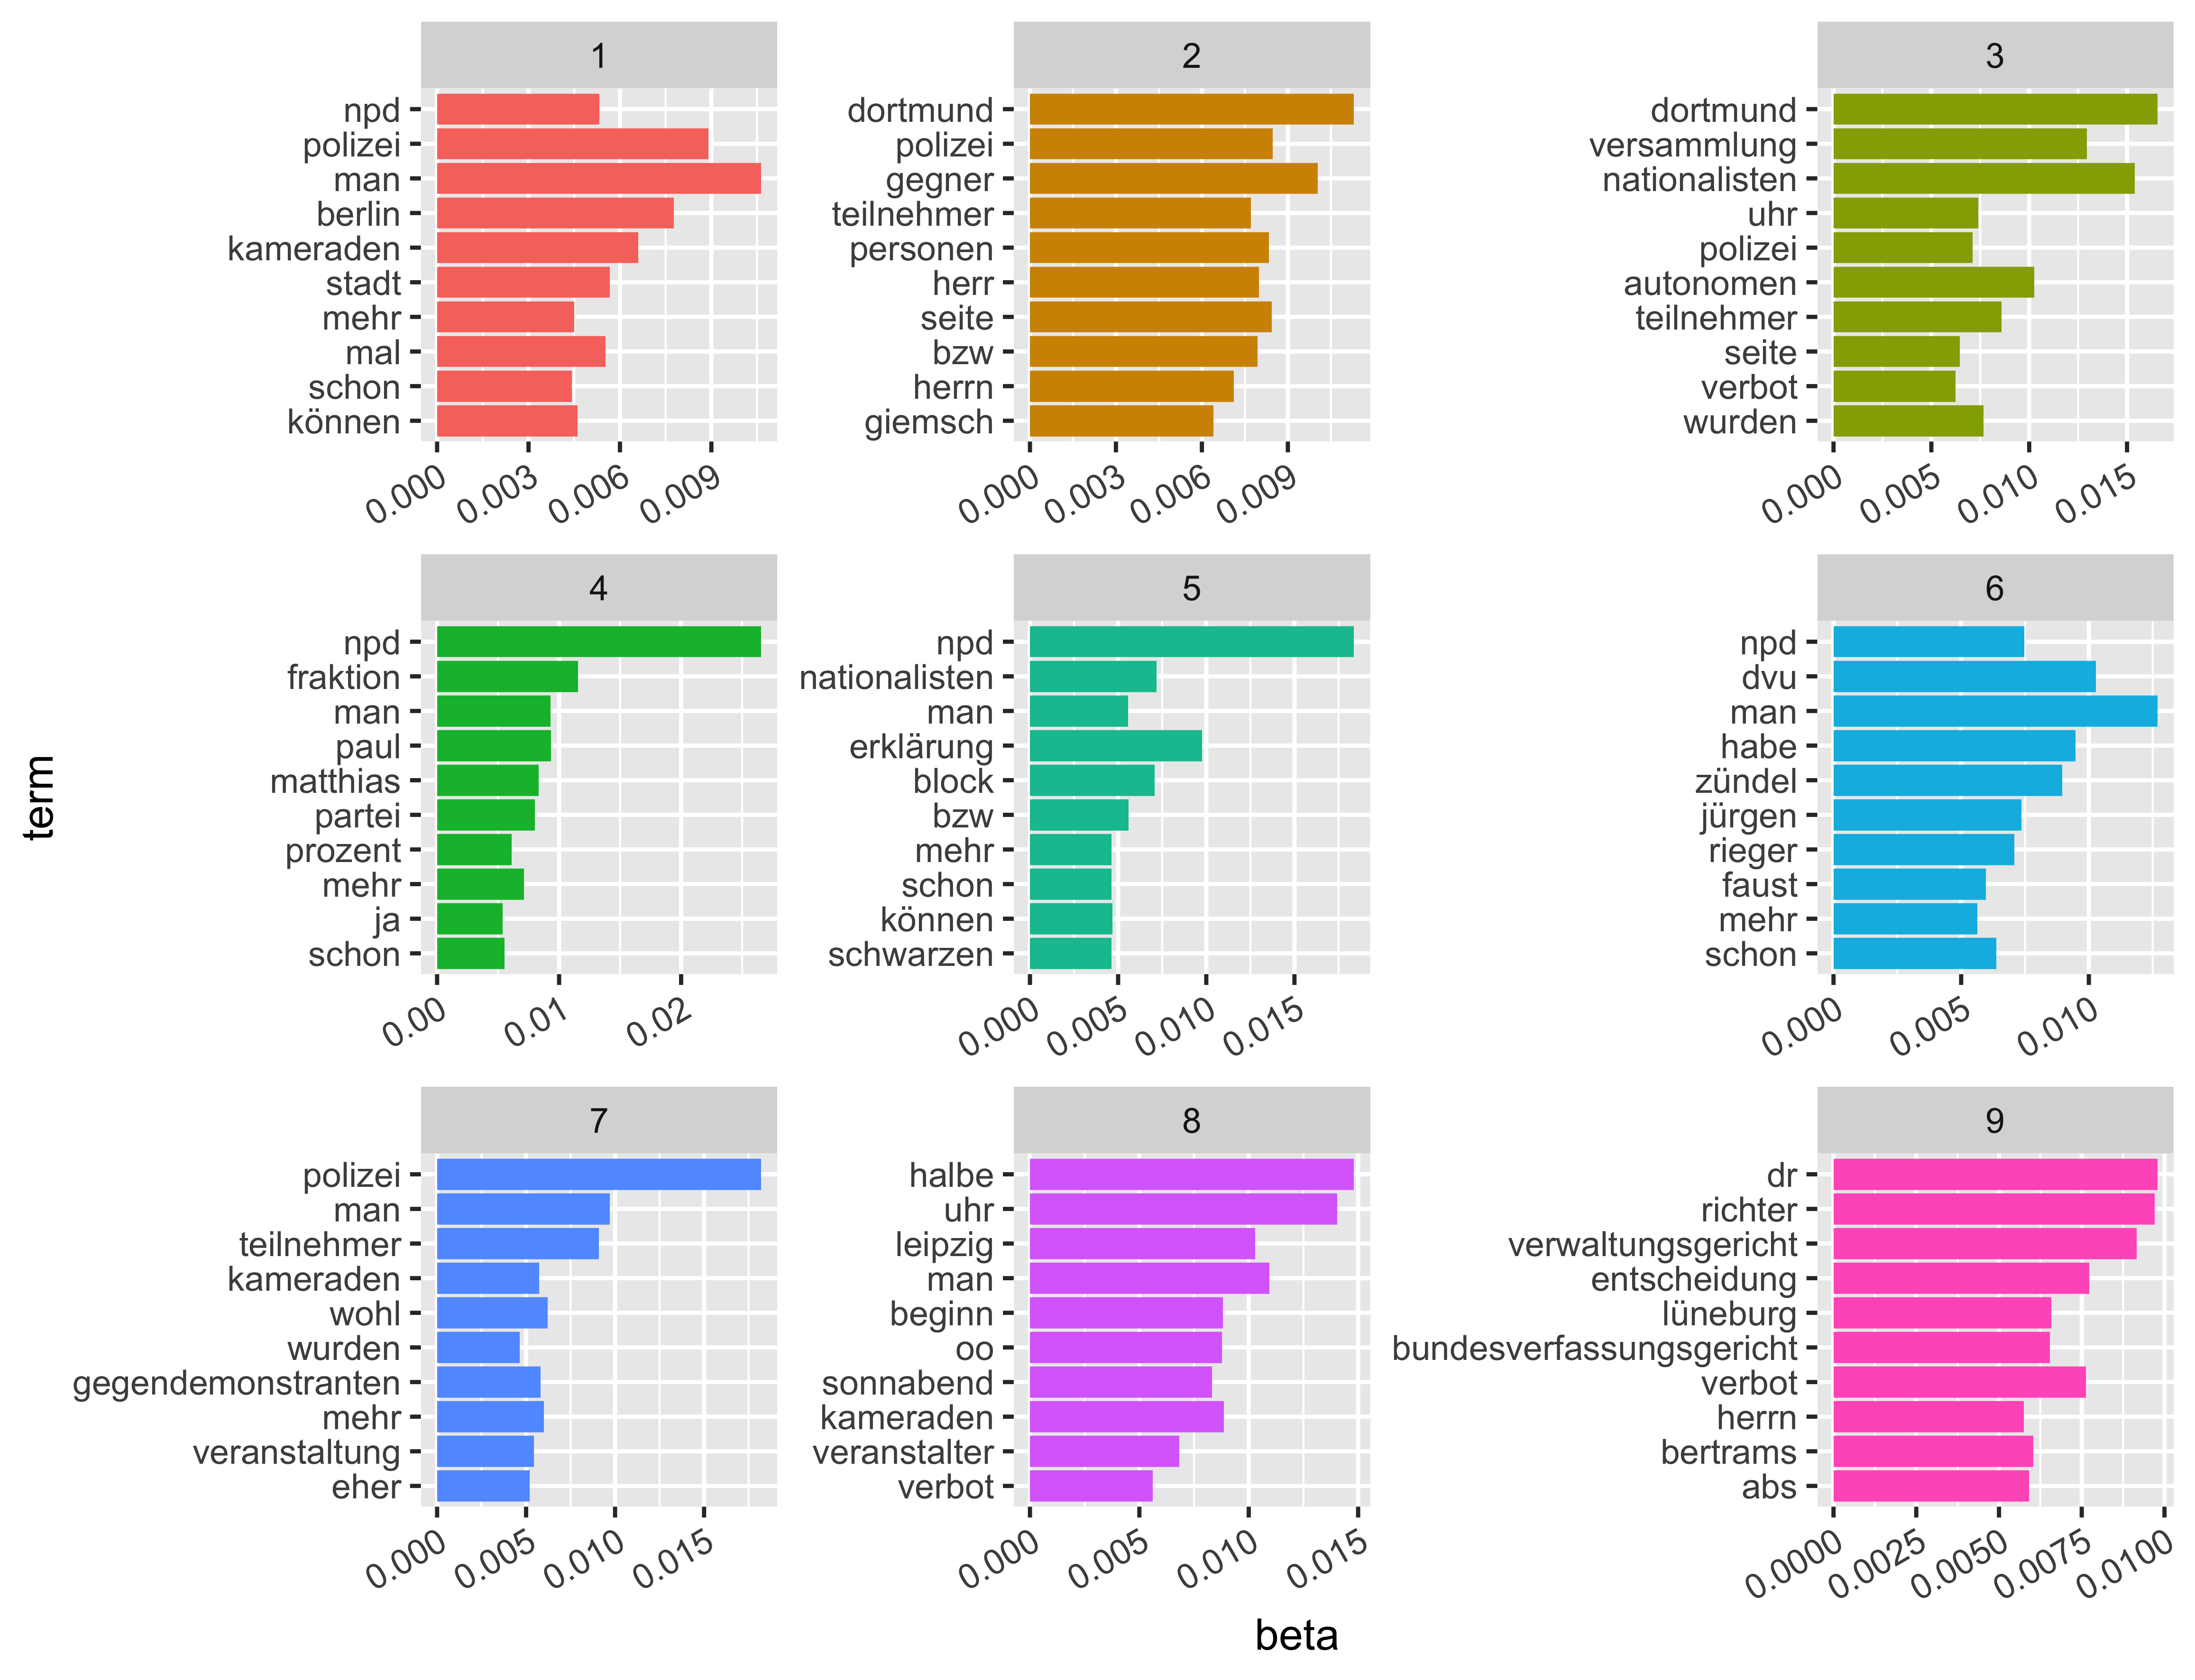 term
1
npd
polizei
man
berlin
kameraden
stadt
mehr
mal
schon
können
0.000 0.003 0.006 0.009
2
dortmund
polizei
gegner
teilnehmer
personen
herr
seite
bzw
herrn
giemsch
0.000 0.003 0.006 0.009
3
dortmund
versammlung
nationalisten
uhr
polizei
autonomen
teilnehmer
seite
verbot
wurden
0.000 0.005 0.010 0.015
4
npd
fraktion
man
paul
matthias
partei
prozent
mehr
ja
schon
0.00 0.01 0.02
5
npd
nationalisten
man
erklärung
block
bzw
mehr
schon
können
schwarzen
0.000 0.005 0.010 0.015
6
npd
dvu
man
habe
zündel
jürgen
rieger
faust
mehr
schon
0.000 0.005 0.010
7
polizei
man
teilnehmer
kameraden
wohl
wurden
gegendemonstranten
mehr
veranstaltung
eher
0.000 0.005 0.010 0.015
8
halbe
uhr
leipzig
man
beginn
oo
sonnabend
kameraden
veranstalter
verbot
0.000 0.005 0.010 0.015
9
dr
richter
verwaltungsgericht
entscheidung
lüneburg
bundesverfassungsgericht
verbot
herrn
bertrams
abs
0.0000 0.0025 0.0050 0.0075 0.0100
beta